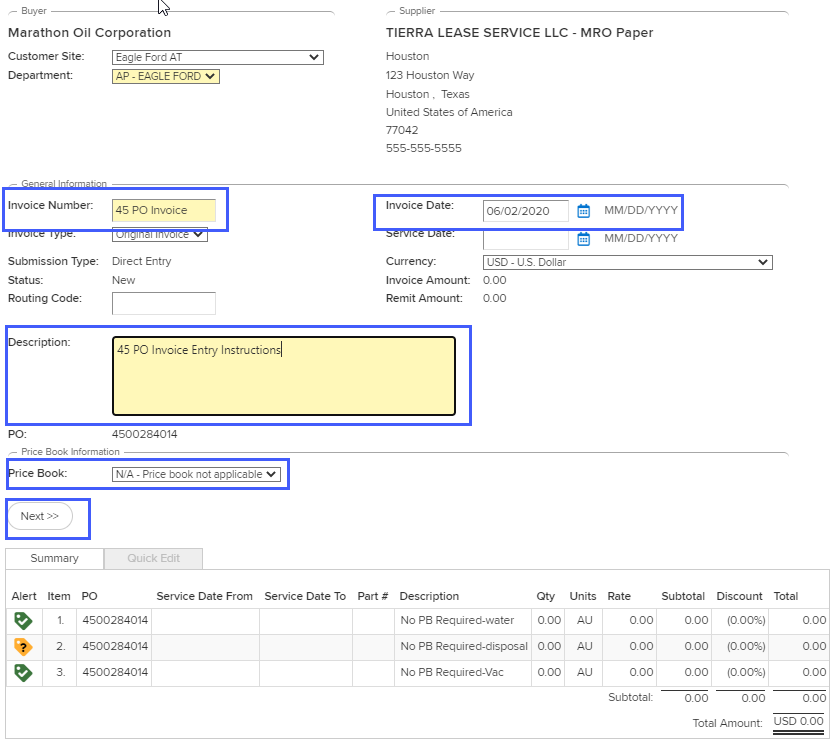 Buyer
Marathon Oil Corporation
Customer Site: Eagle Ford AT
Department: AP - EAGLE FORD
Supplier
TIERRA LEASE SERVICE LLC - MRO Paper
Houston
123 Houston Way
Houston , Texas
United States of America
77042
555-555-5555
General Information
Invoice Number: 45 PO Invoice
Invoice Type: Original Invoice
Submission Type: Direct Entry
Status: New
Routing Code:
Invoice Date: 06/02/2020 MM/DD/YYYY
Service Date: MM/DD/YYYY
Currency: USD - U.S. Dollar
Invoice Amount: 0.00
Remit Amount: 0.00
Description: 45 PO Invoice Entry Instructions
PO: 4500284014
Price Book Information
Price Book: N/A - Price book not applicable
Next >>
Summary Quick Edit
Alert Item PO Service Date From Service Date To Part # Description Qty Units Rate Subtotal Discount Total
1. 4500284014 No PB Required-water 0.00 AU 0.00 0.00 (0.00%) 0.00
? 2. 4500284014 No PB Required-disposal 0.00 AU 0.00 0.00 (0.00%) 0.00
3. 4500284014 No PB Required-Vac 0.00 AU 0.00 0.00 (0.00%) 0.00
Subtotal: 0.00 0.00 0.00
Total Amount: USD 0.00